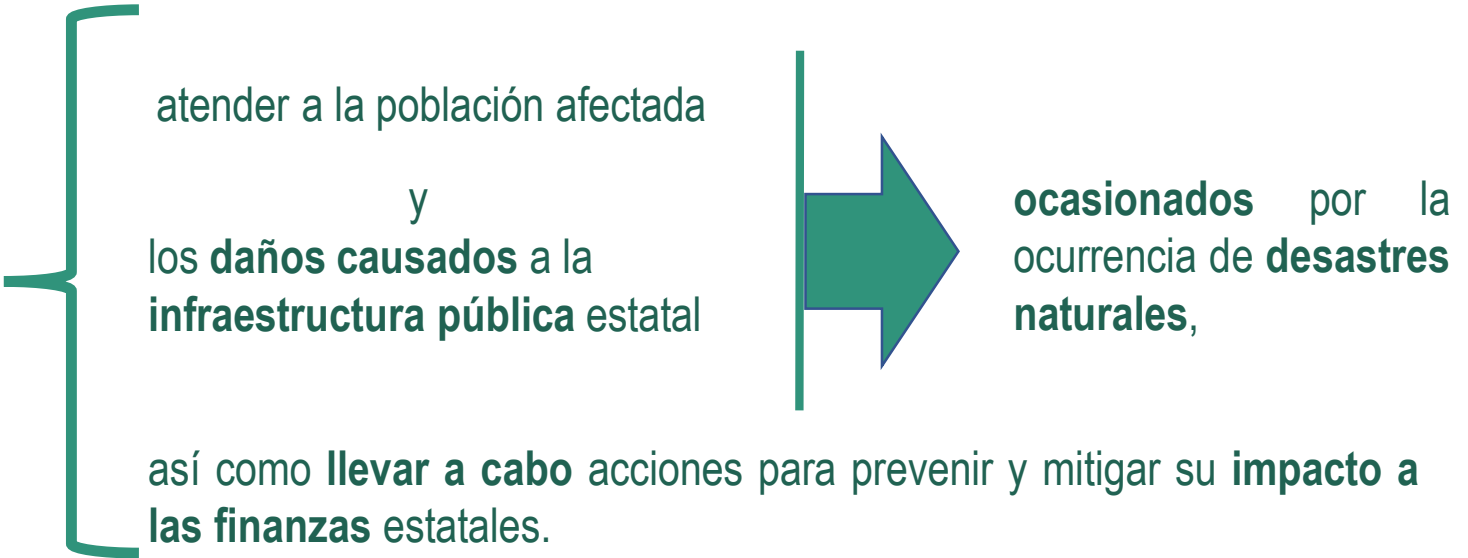 atender a la población afectada
y
los daños causados a la
infraestructura pública estatal
ocasionados por la
ocurrencia de desastres
naturales,
así como llevar a cabo acciones para prevenir y mitigar su impacto a
las finanzas estatales.